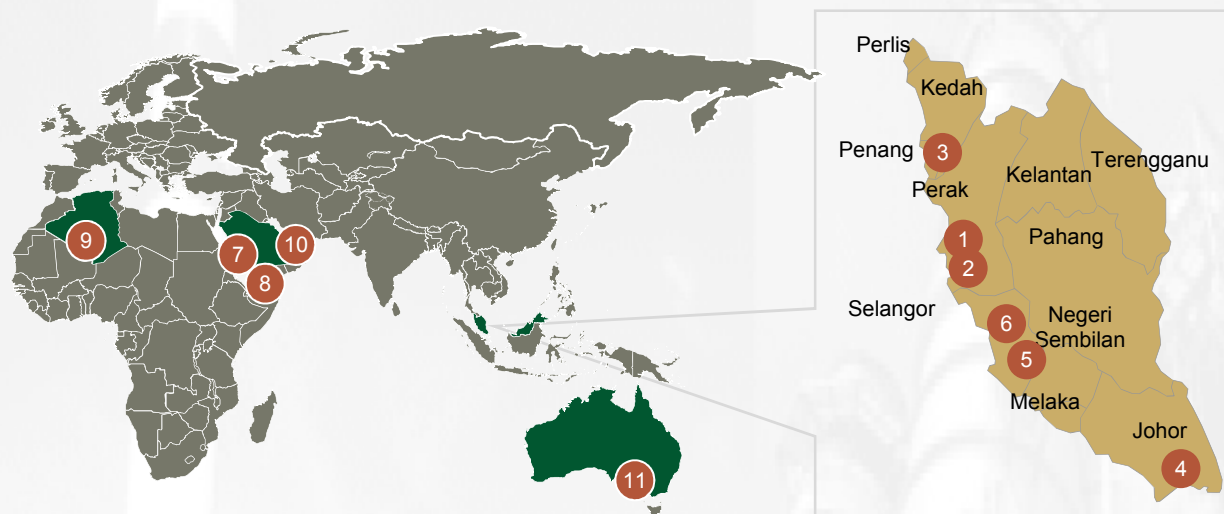 9
7
10
8
11
Perlis
Kedah
Penang
3
Terengganu
Kelantan
Perak
1
Pahang
2
Selangor
6
Negeri
Sembilan
5
Melaka
Johor
4